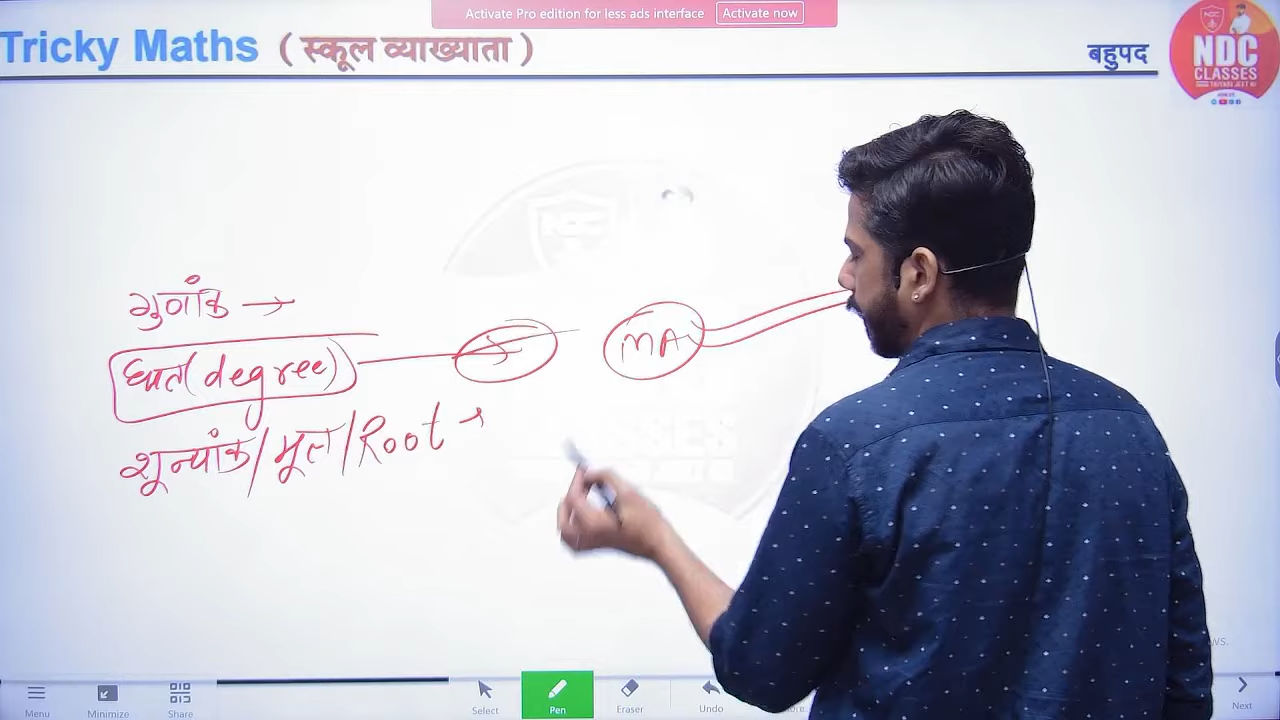 Activate Pro edition for less ads interface Activate now
Tricky Maths ( स्कूल व्याख्याता )
बहुपद
NDC
CLASSES
गुणांक →
घात (degree)
MA
शून्यांक / मूल / Root →
Menu
Minimize
Share
Select
Pen
Eraser
Undo
Next